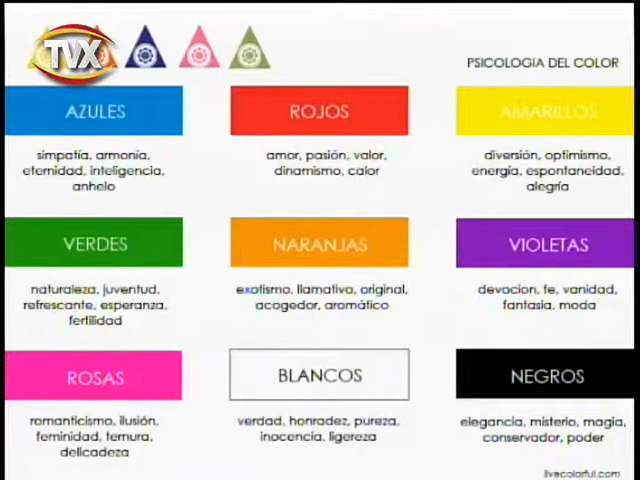 TVX
PSICOLOGIA DEL COLOR
AZULES
simpatía, armonía,
eternidad, inteligencia,
anhelo
ROJOS
amor, pasión, valor,
dinamismo, calor
AMARILLOS
diversión, optimismo,
energía, espontaneidad,
alegría
VERDES
naturaleza, juventud,
refrescante, esperanza,
fertilidad
NARANJAS
exotismo, llamativo, original,
acogedor, aromático
VIOLETAS
devocion, fe, vanidad,
fantasia, moda
ROSAS
romanticismo, ilusión,
feminidad, ternura,
delicadeza
BLANCOS
verdad, honradez, pureza,
inocencia, ligereza
NEGROS
elegancia, misterio, magia,
conservador, poder
livecolorful.com